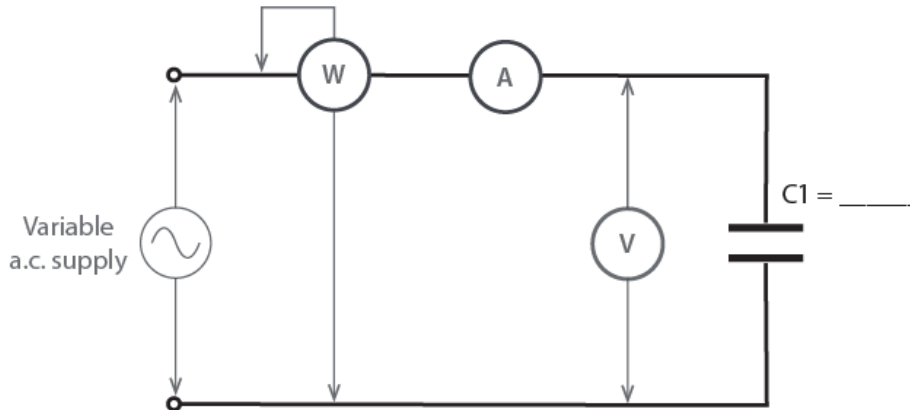 W
A
Variable
a.c. supply
V
C1 = _____